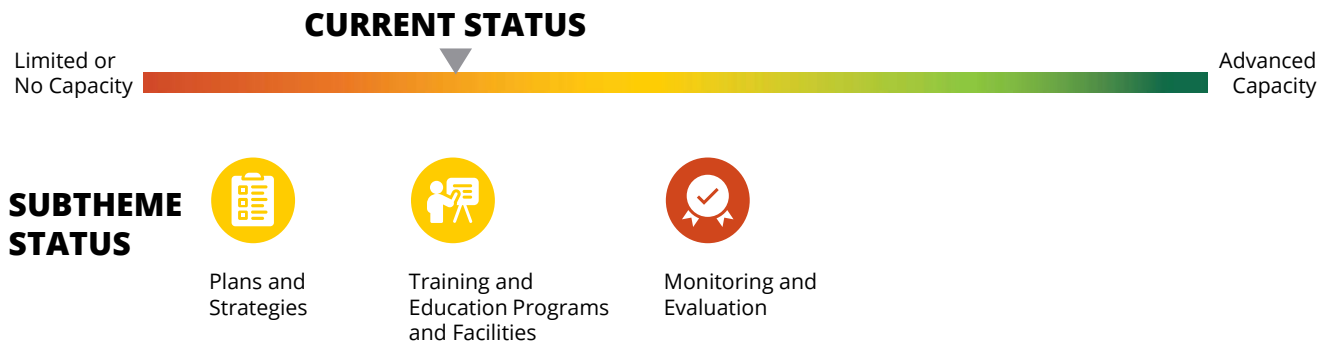 CURRENT STATUS
Limited or
No Capacity
Advanced
Capacity
SUBTHEME
STATUS
Plans and
Strategies
Training and
Education Programs
and Facilities
Monitoring and
Evaluation